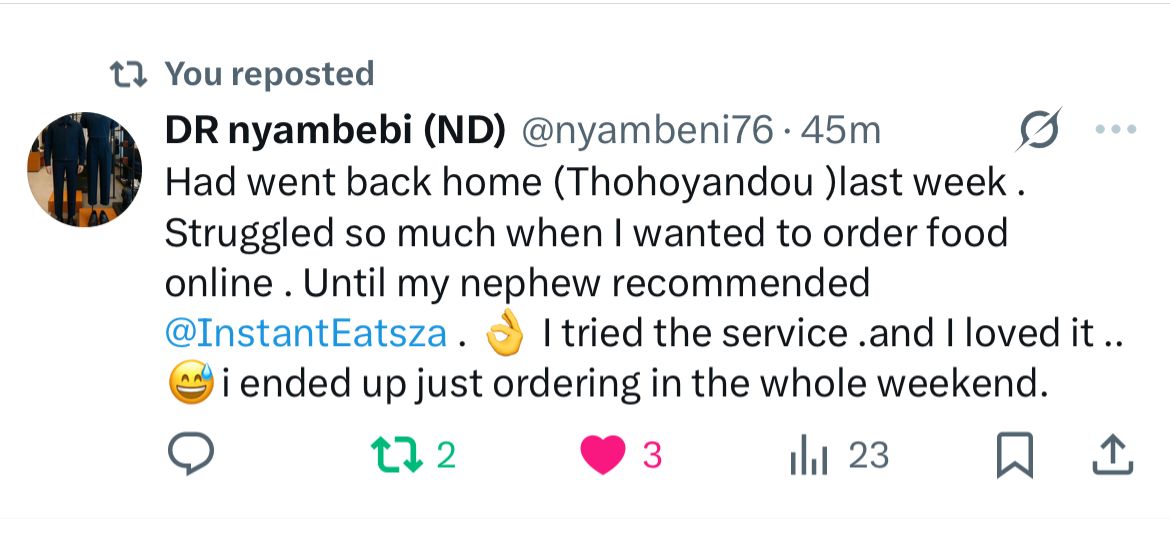 You reposted
DR nyambebi (ND) @nyambeni76 · 45m
Had went back home (Thohoyandou )last week .
Struggled so much when I wanted to order food
online . Until my nephew recommended
@InstantEatsza . 👌 I tried the service .and I loved it ..
😅 i ended up just ordering in the whole weekend.
2 3 23